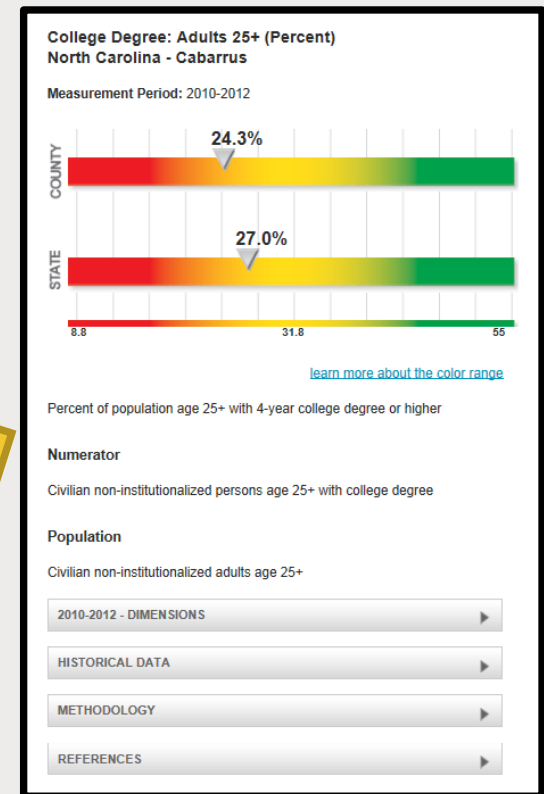 College Degree: Adults 25+ (Percent)
North Carolina - Cabarrus
Measurement Period: 2010-2012
24.3%
COUNTY
27.0%
STATE
8.8 31.8 55
learn more about the color range
Percent of population age 25+ with 4-year college degree or higher
Numerator
Civilian non-institutionalized persons age 25+ with college degree
Population
Civilian non-institutionalized adults age 25+
2010-2012 - DIMENSIONS
HISTORICAL DATA
METHODOLOGY
REFERENCES